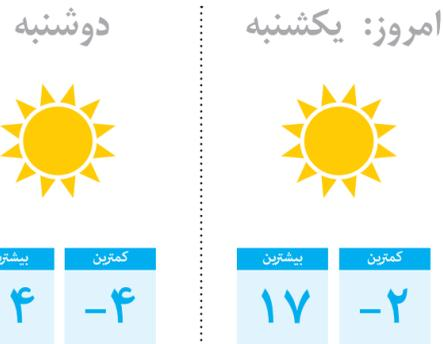 امروز: یکشنبه
کمترین
بیشترین
-۲
۱۷
دوشنبه
کمترین
-۴
۴